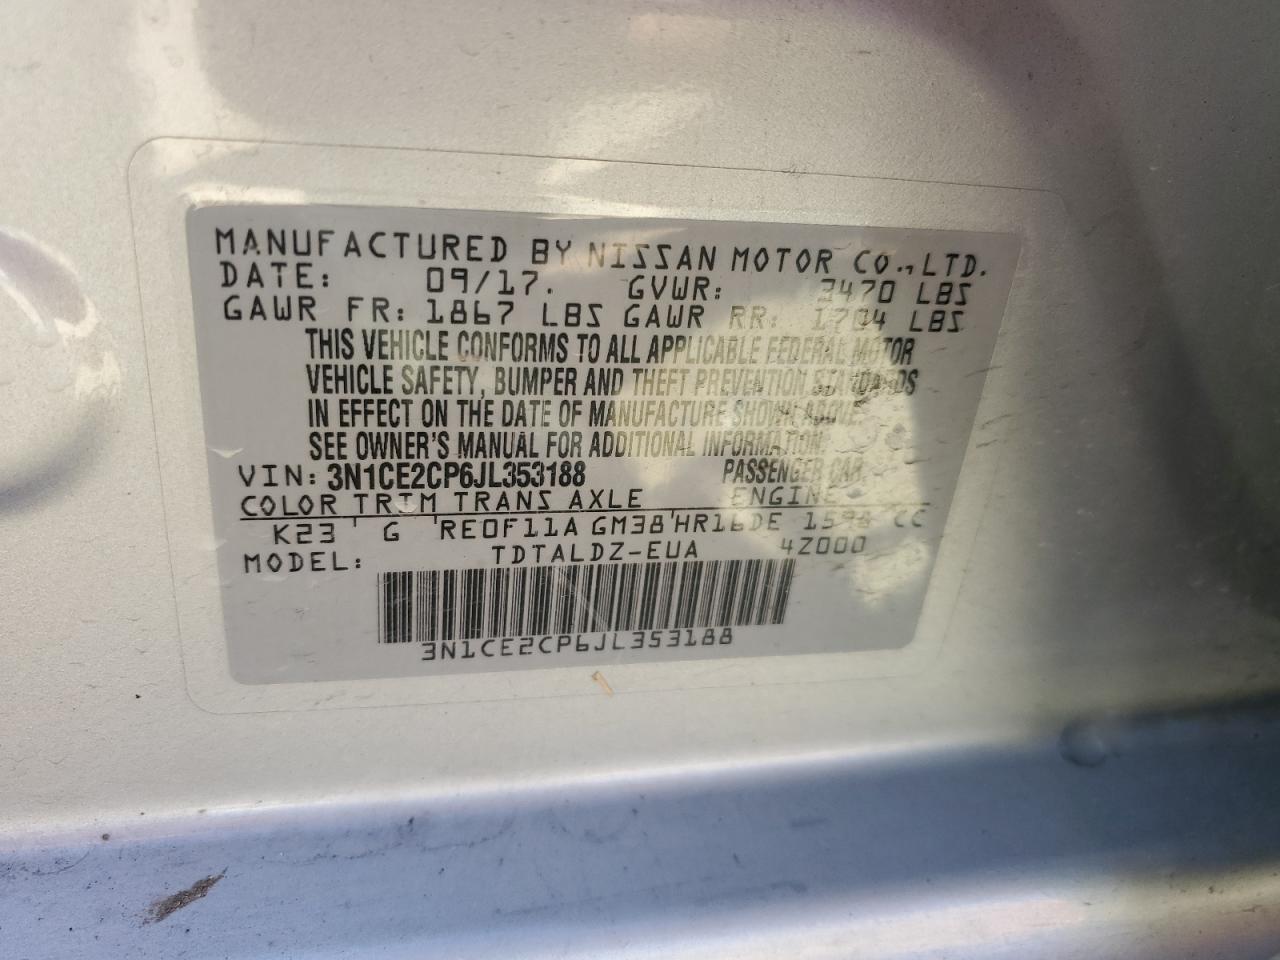 MANUFACTURED BY NISSAN MOTOR CO., LTD.
DATE: 09/17. GVWR: 3470 LBS
GAWR FR: 1867 LBS GAWR RR: 1704 LBS
THIS VEHICLE CONFORMS TO ALL APPLICABLE FEDERAL MOTOR
VEHICLE SAFETY, BUMPER AND THEFT PREVENTION STANDARDS
IN EFFECT ON THE DATE OF MANUFACTURE SHOWN ABOVE.
SEE OWNER'S MANUAL FOR ADDITIONAL INFORMATION.
VIN: 3N1CE2CP6JL353188 PASSENGER CAR.
COLOR TRIM TRANS AXLE ENGINE
K23 G RE0F11A GM38 HR16DE 1598 CC
MODEL: TDTALDZ-EUA 4Z000
3N1CE2CP6JL353188